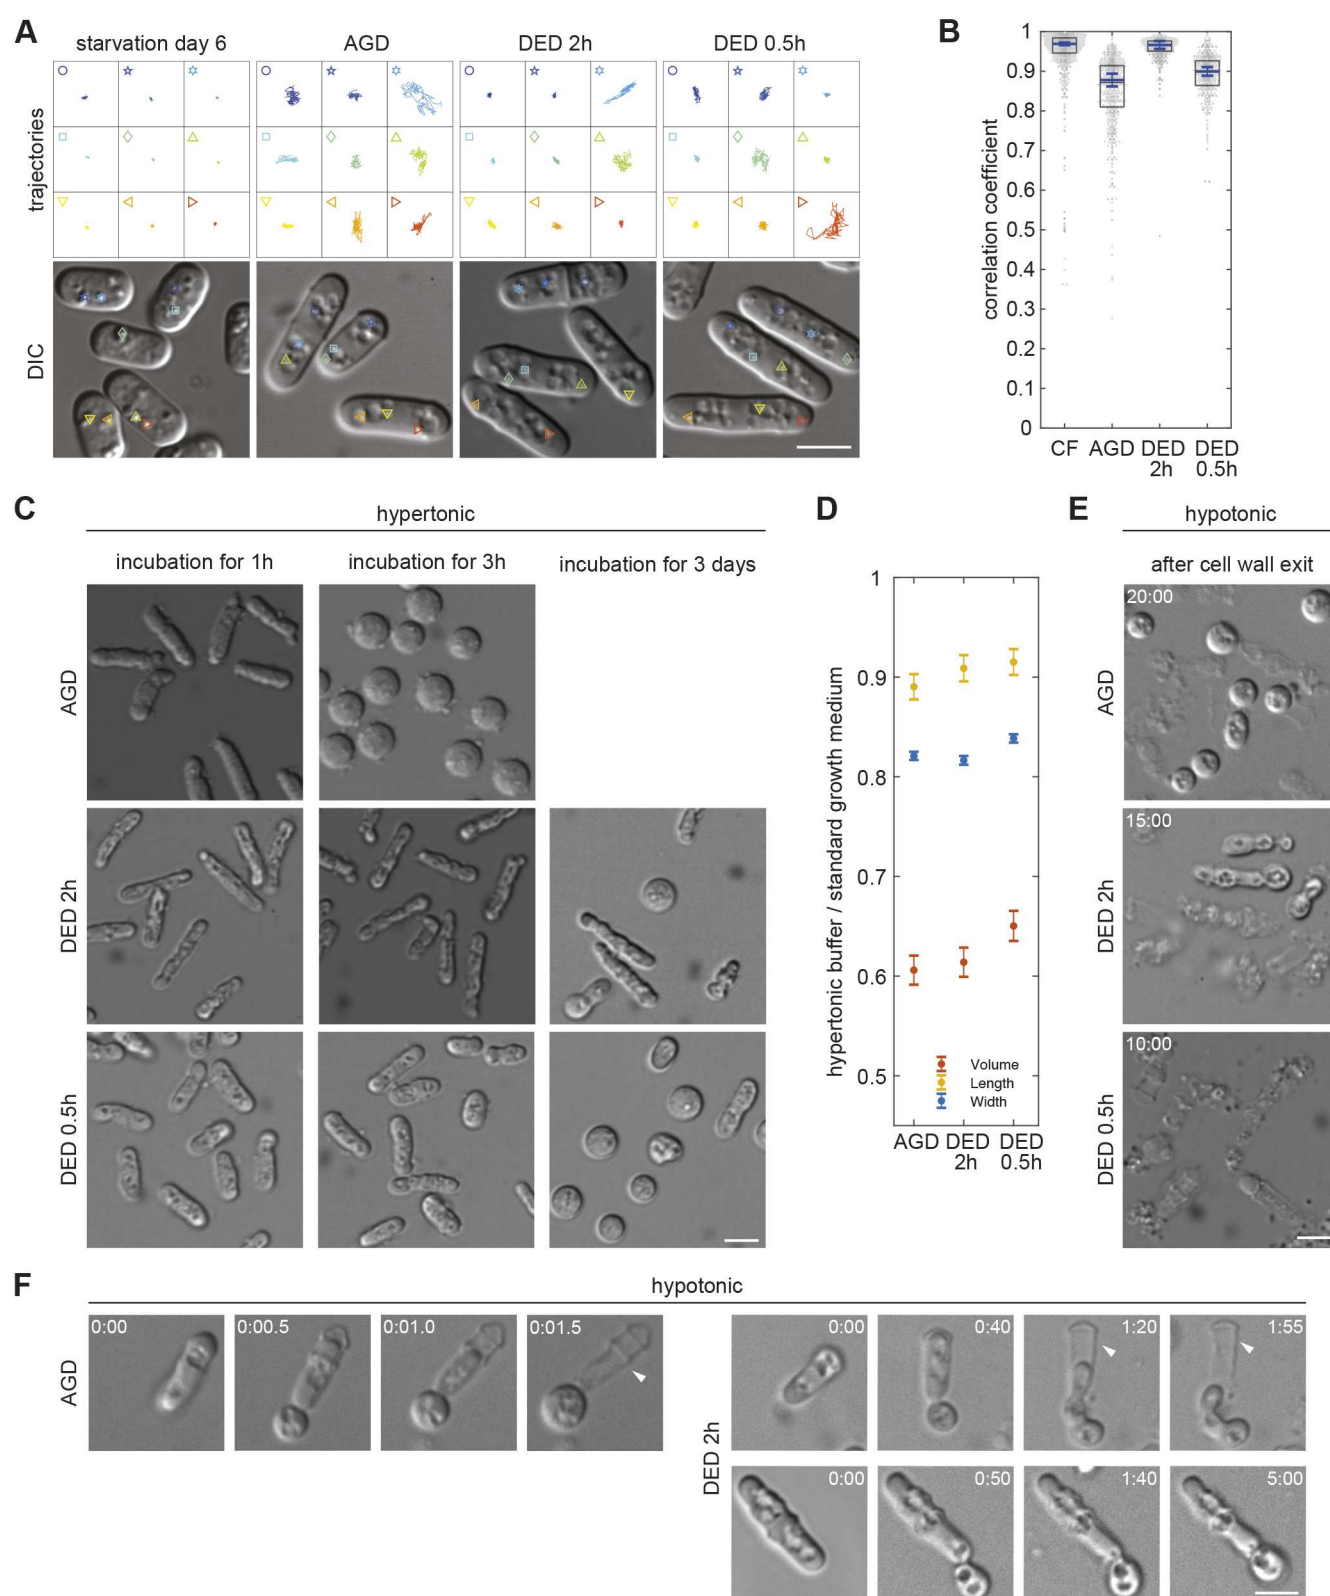 A
starvation day 6
AGD
DED 2h
DED 0.5h
trajectories
DIC
B
correlation coefficient
1
0.9
0.8
0.7
0.6
0.5
0.4
0.3
0.2
0.1
0
CF
AGD
DED
2h
DED
0.5h
C
hypertonic
incubation for 1h
incubation for 3h
incubation for 3 days
AGD
DED 2h
DED 0.5h
D
hypertonic buffer / standard growth medium
1
0.9
0.8
0.7
0.6
0.5
Volume
Length
Width
AGD
DED
2h
DED
0.5h
E
hypotonic
after cell wall exit
AGD
20:00
DED 2h
15:00
DED 0.5h
10:00
F
hypotonic
AGD
0:00
0:00.5
0:01.0
0:01.5
DED 2h
0:00
0:40
1:20
1:55
0:00
0:50
1:40
5:00